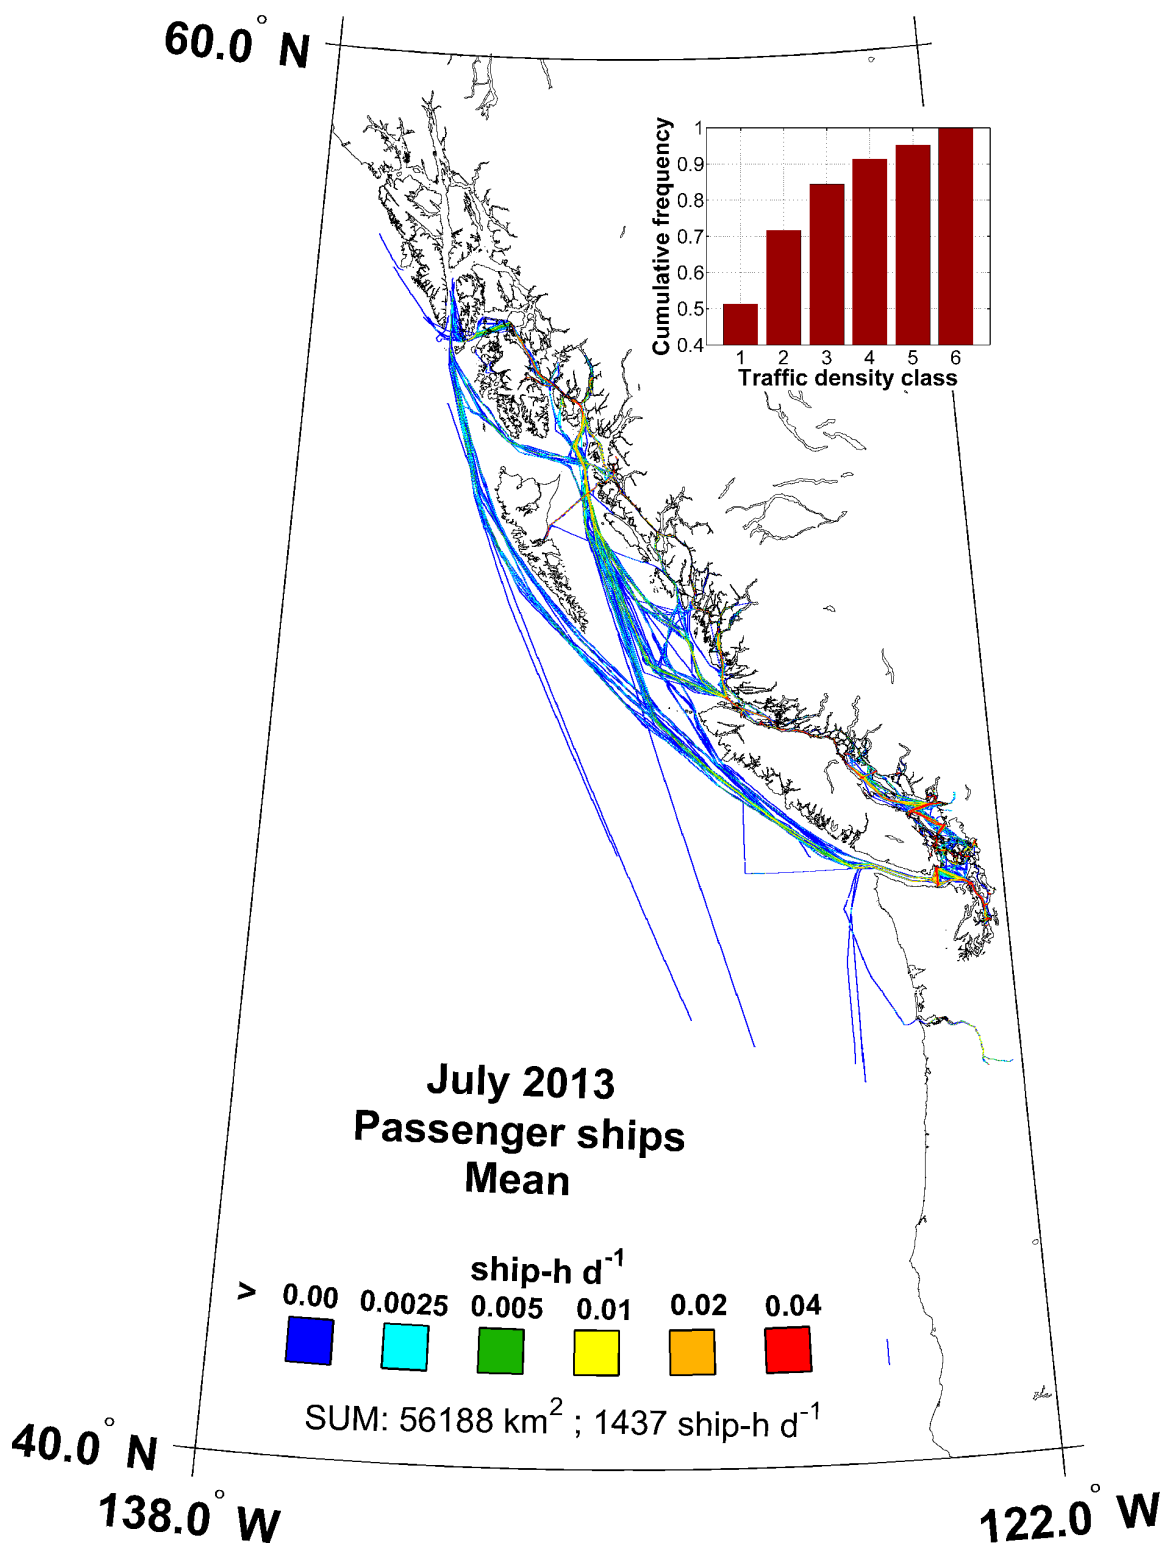 60.0° N
Cumulative frequency
1
0.9
0.8
0.7
0.6
0.5
0.4
1 2 3 4 5 6
Traffic density class
July 2013
Passenger ships
Mean
ship-h d⁻¹
> 0.00 0.0025 0.005 0.01 0.02 0.04
SUM: 56188 km² ; 1437 ship-h d⁻¹
40.0° N
138.0° W
122.0° W